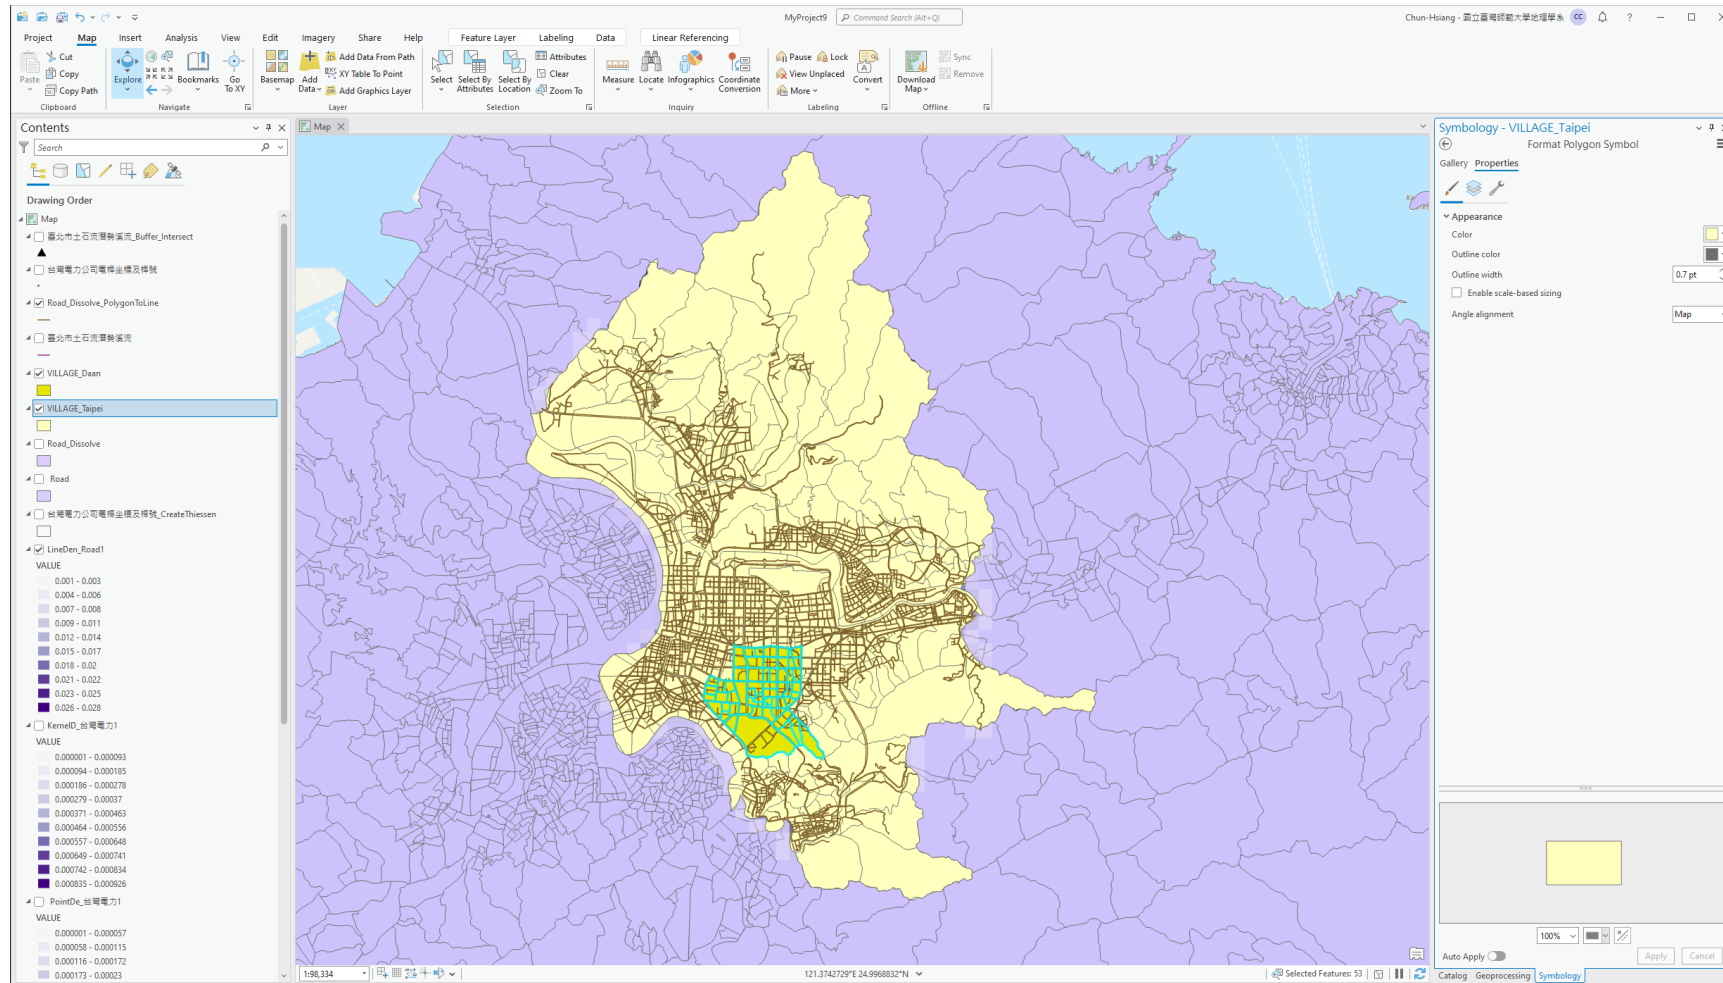 MyProject9
Command Search (Alt+Q)
Chun-Hsiang - 國立臺灣師範大學地理學系
CC
?
Project Map Insert Analysis View Edit Imagery Share Help Feature Layer Labeling Data Linear Referencing
Paste
Cut
Copy
Copy Path
Clipboard
Explore
Bookmarks
Go To XY
Navigate
Basemap
Add Data
Add Data From Path
XY Table To Point
Add Graphics Layer
Layer
Select
Select By Attributes
Select By Location
Attributes
Clear
Zoom To
Selection
Measure
Locate
Infographics
Coordinate Conversion
Inquiry
Pause
Lock
View Unplaced
More
Convert
Labeling
Download Map
Sync
Remove
Offline
Contents
Search
Drawing Order
Map
臺北市土石流潛勢溪流_Buffer_Intersect
台灣電力公司電桿坐標及桿號
Road_Dissolve_PolygonToLine
臺北市土石流潛勢溪流
VILLAGE_Daan
VILLAGE_Taipei
Road_Dissolve
Road
台灣電力公司電桿坐標及桿號_CreateThiessen
LineDen_Road1
VALUE
0.001 - 0.003
0.004 - 0.006
0.007 - 0.008
0.009 - 0.011
0.012 - 0.014
0.015 - 0.017
0.018 - 0.02
0.021 - 0.022
0.023 - 0.025
0.026 - 0.028
KernelD_台灣電力1
VALUE
0.000001 - 0.000093
0.000094 - 0.000185
0.000186 - 0.000278
0.000279 - 0.00037
0.000371 - 0.000463
0.000464 - 0.000556
0.000557 - 0.000648
0.000649 - 0.000741
0.000742 - 0.000834
0.000835 - 0.000926
PointDe_台灣電力1
VALUE
0.000001 - 0.000057
0.000058 - 0.000115
0.000116 - 0.000172
0.000173 - 0.00023
Map
1:98,334
121.3742729°E 24.9968832°N
Selected Features: 53
Symbology - VILLAGE_Taipei
Format Polygon Symbol
Gallery Properties
Appearance
Color
Outline color
Outline width 0.7 pt
Enable scale-based sizing
Angle alignment Map
100%
Auto Apply
Apply Cancel
Catalog Geoprocessing Symbology